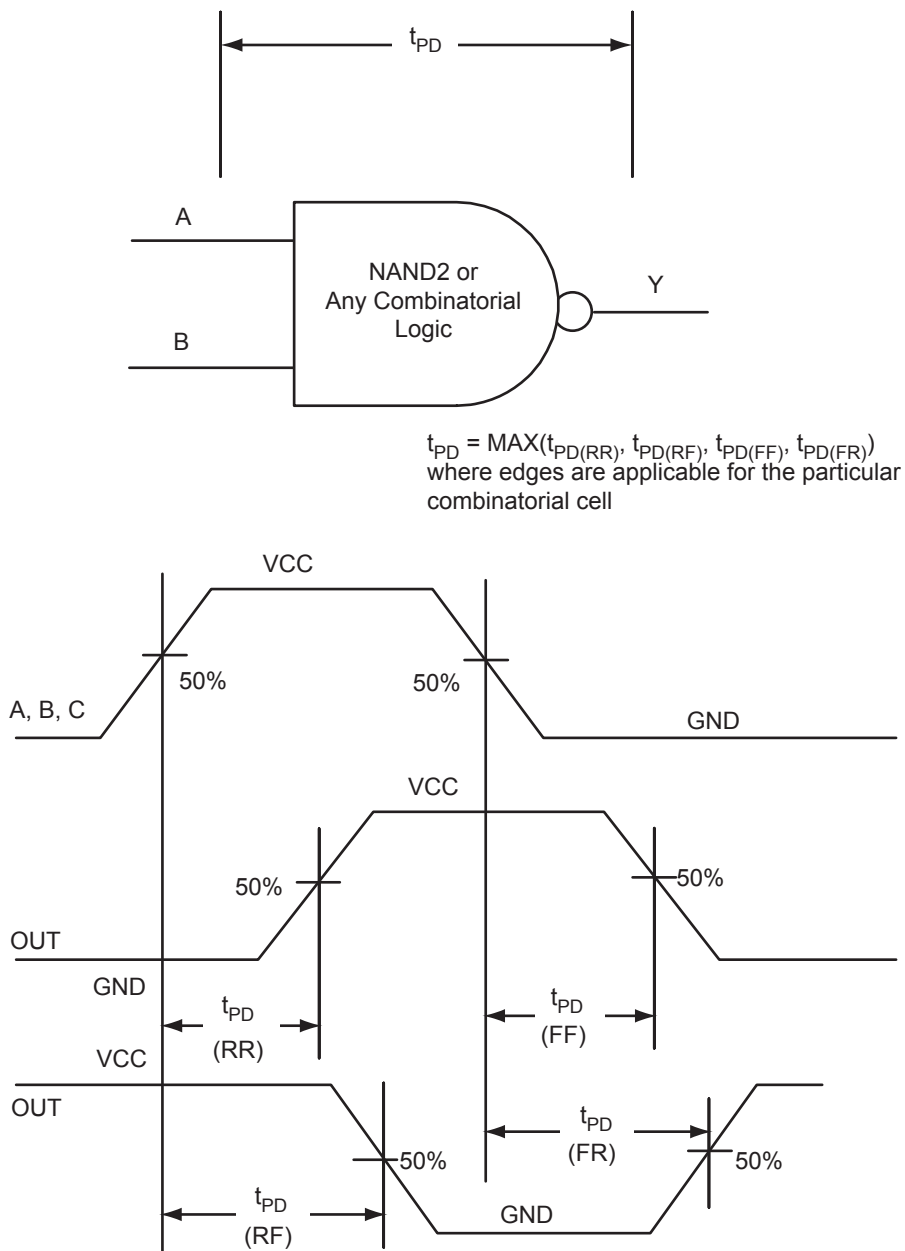 tPD
A
NAND2 or
Any Combinatorial
Logic
Y
B
tPD = MAX(tPD(RR), tPD(RF), tPD(FF), tPD(FR))
where edges are applicable for the particular
combinatorial cell
VCC
50%
50%
A, B, C
GND
VCC
50%
50%
OUT
GND
tPD
(RR)
tPD
(FF)
VCC
OUT
tPD
(FR)
50%
50%
tPD
(RF)
GND